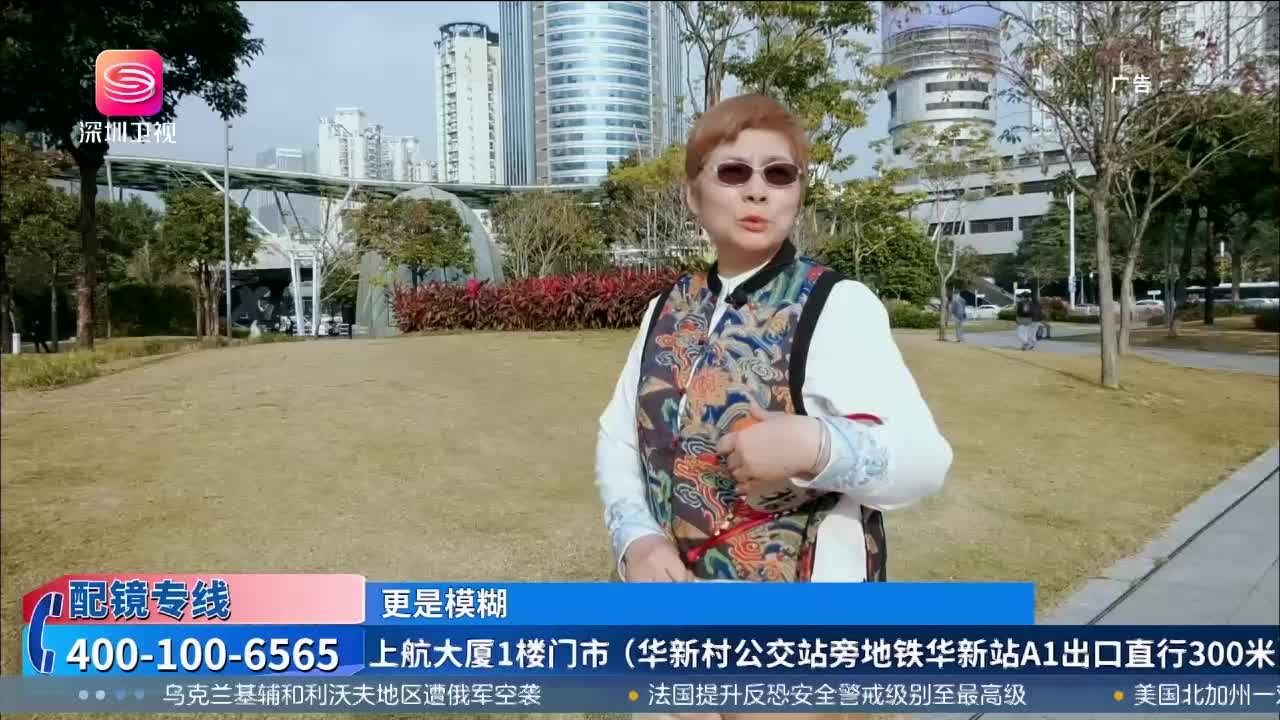 深圳卫视
广告
配镜专线
更是模糊
400-100-6565
上航大厦1楼门市（华新村公交站旁地铁华新站A1出口直行300米
乌克兰基辅和利沃夫地区遭俄军空袭
法国提升反恐安全警戒级别至最高级
美国北加州一